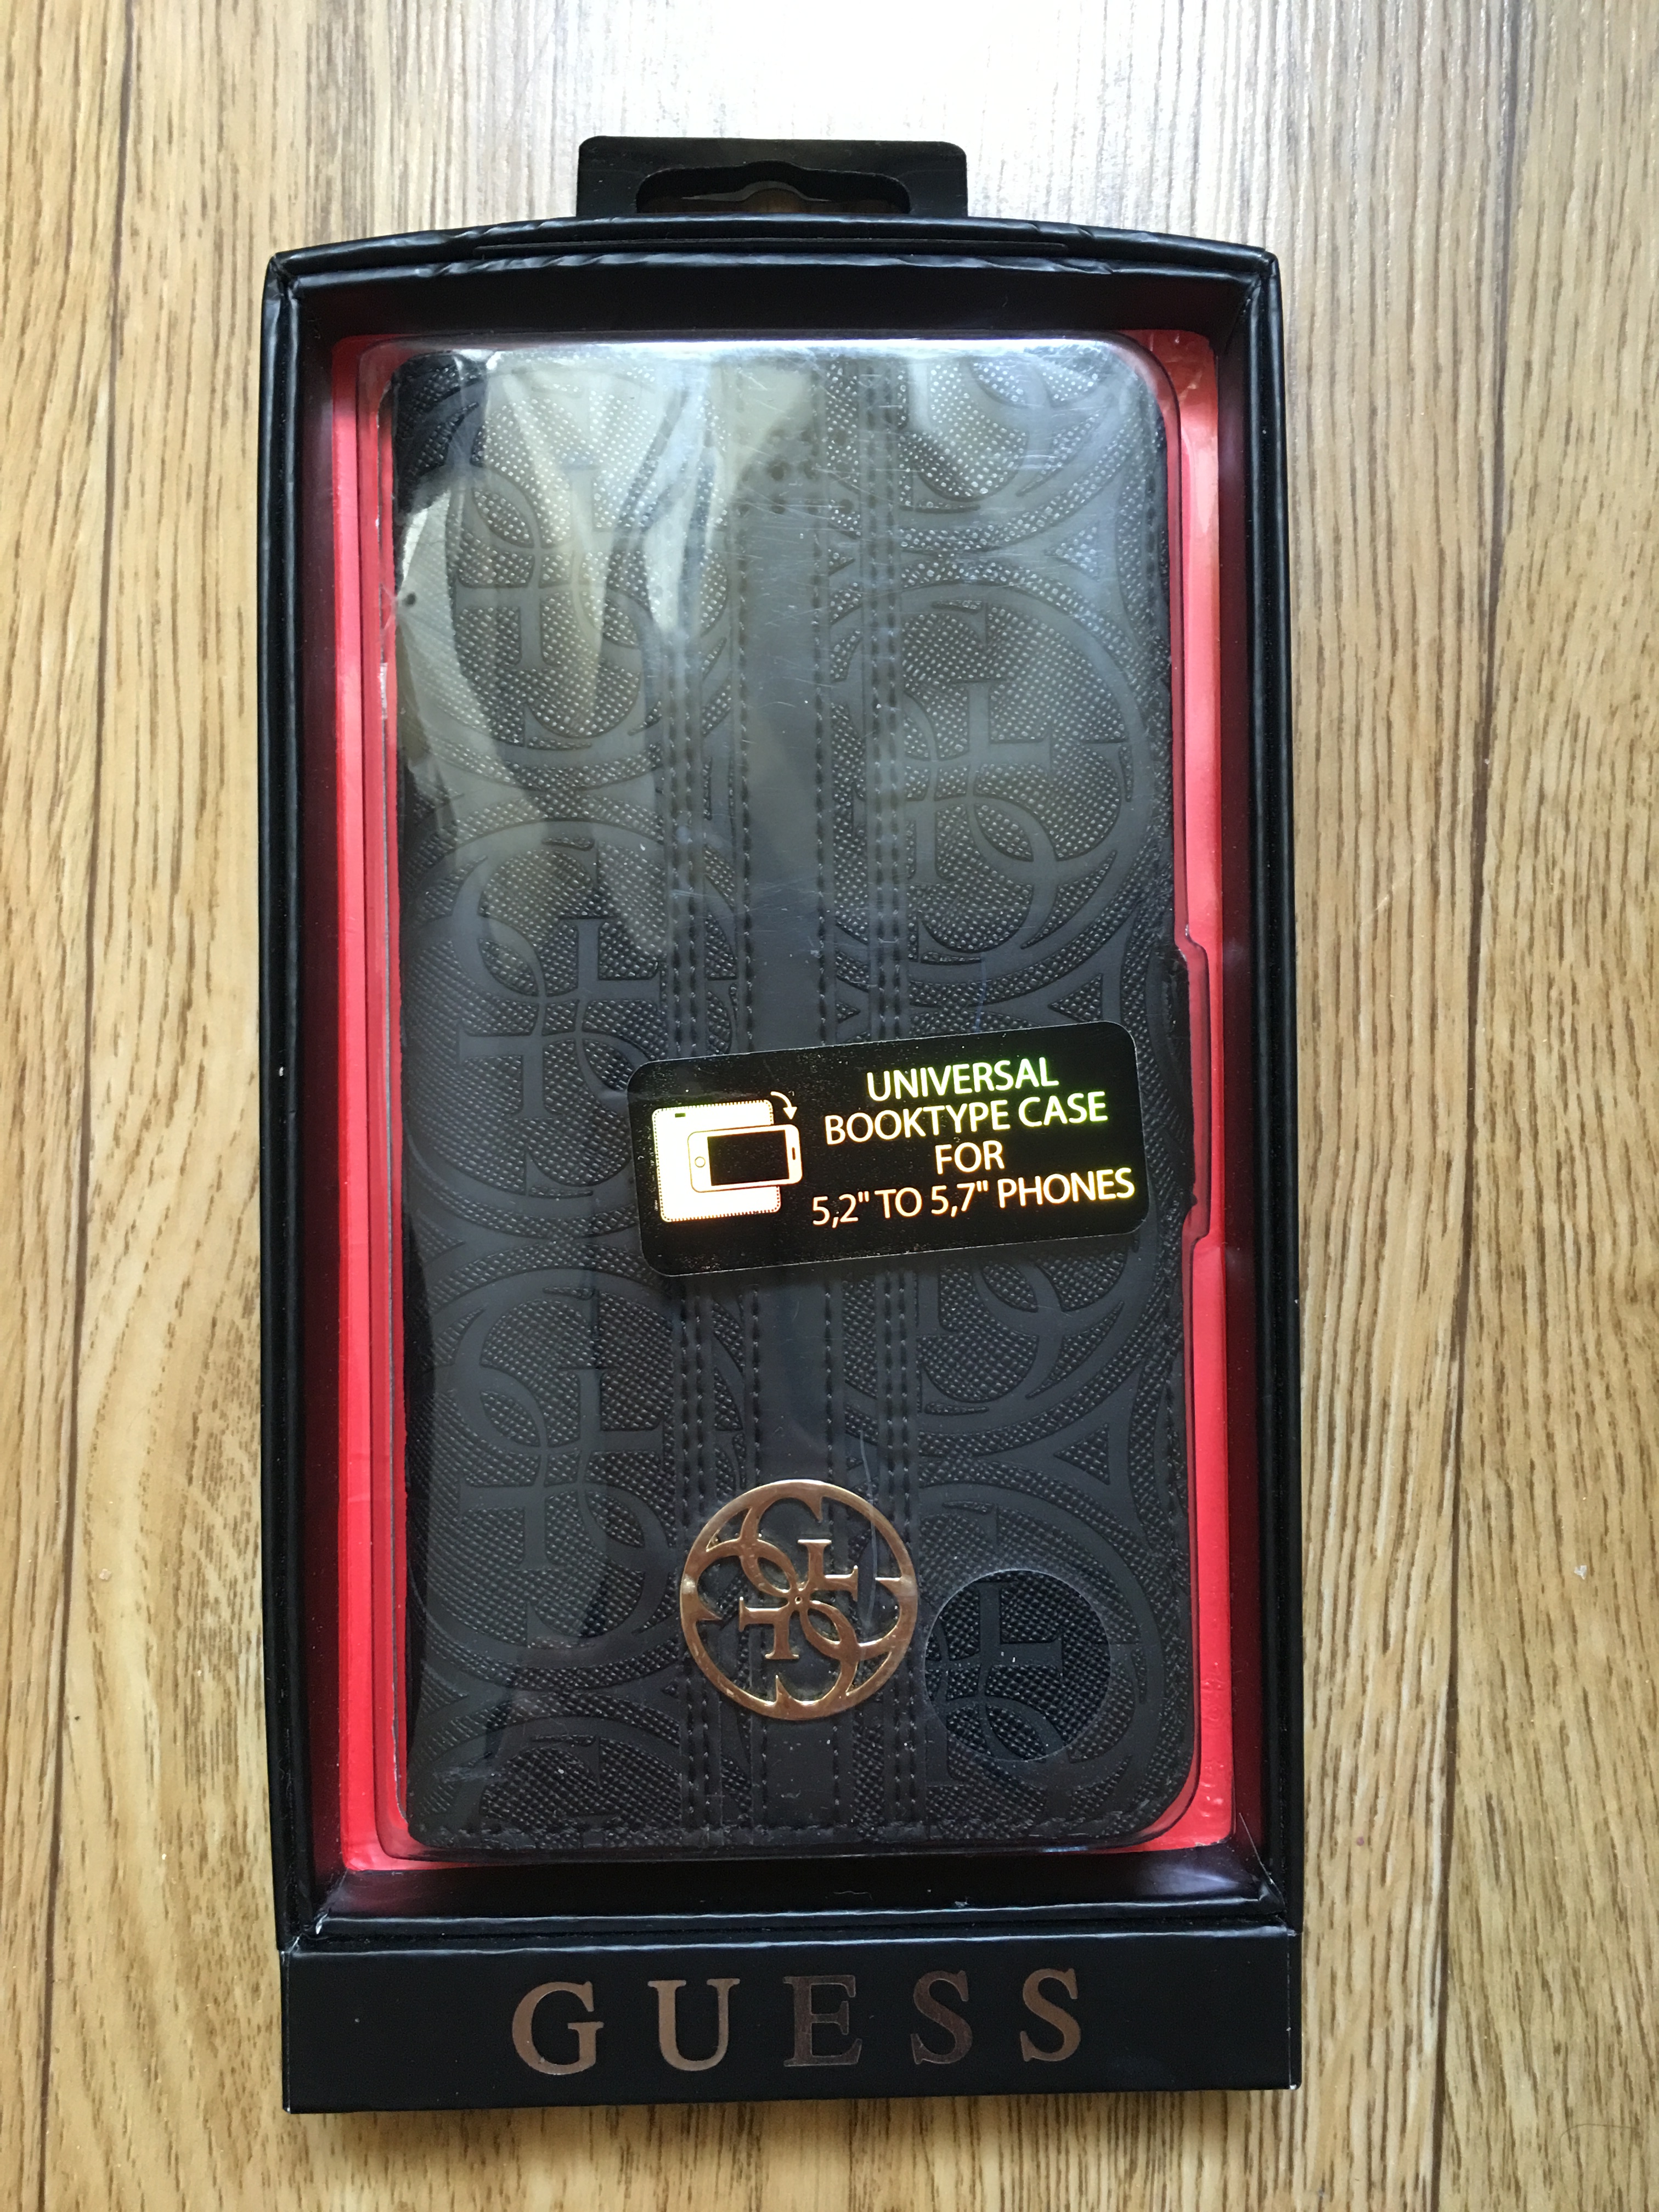 UNIVERSAL
BOOKTYPE CASE
FOR
5,2" TO 5,7" PHONES
G
GUESS